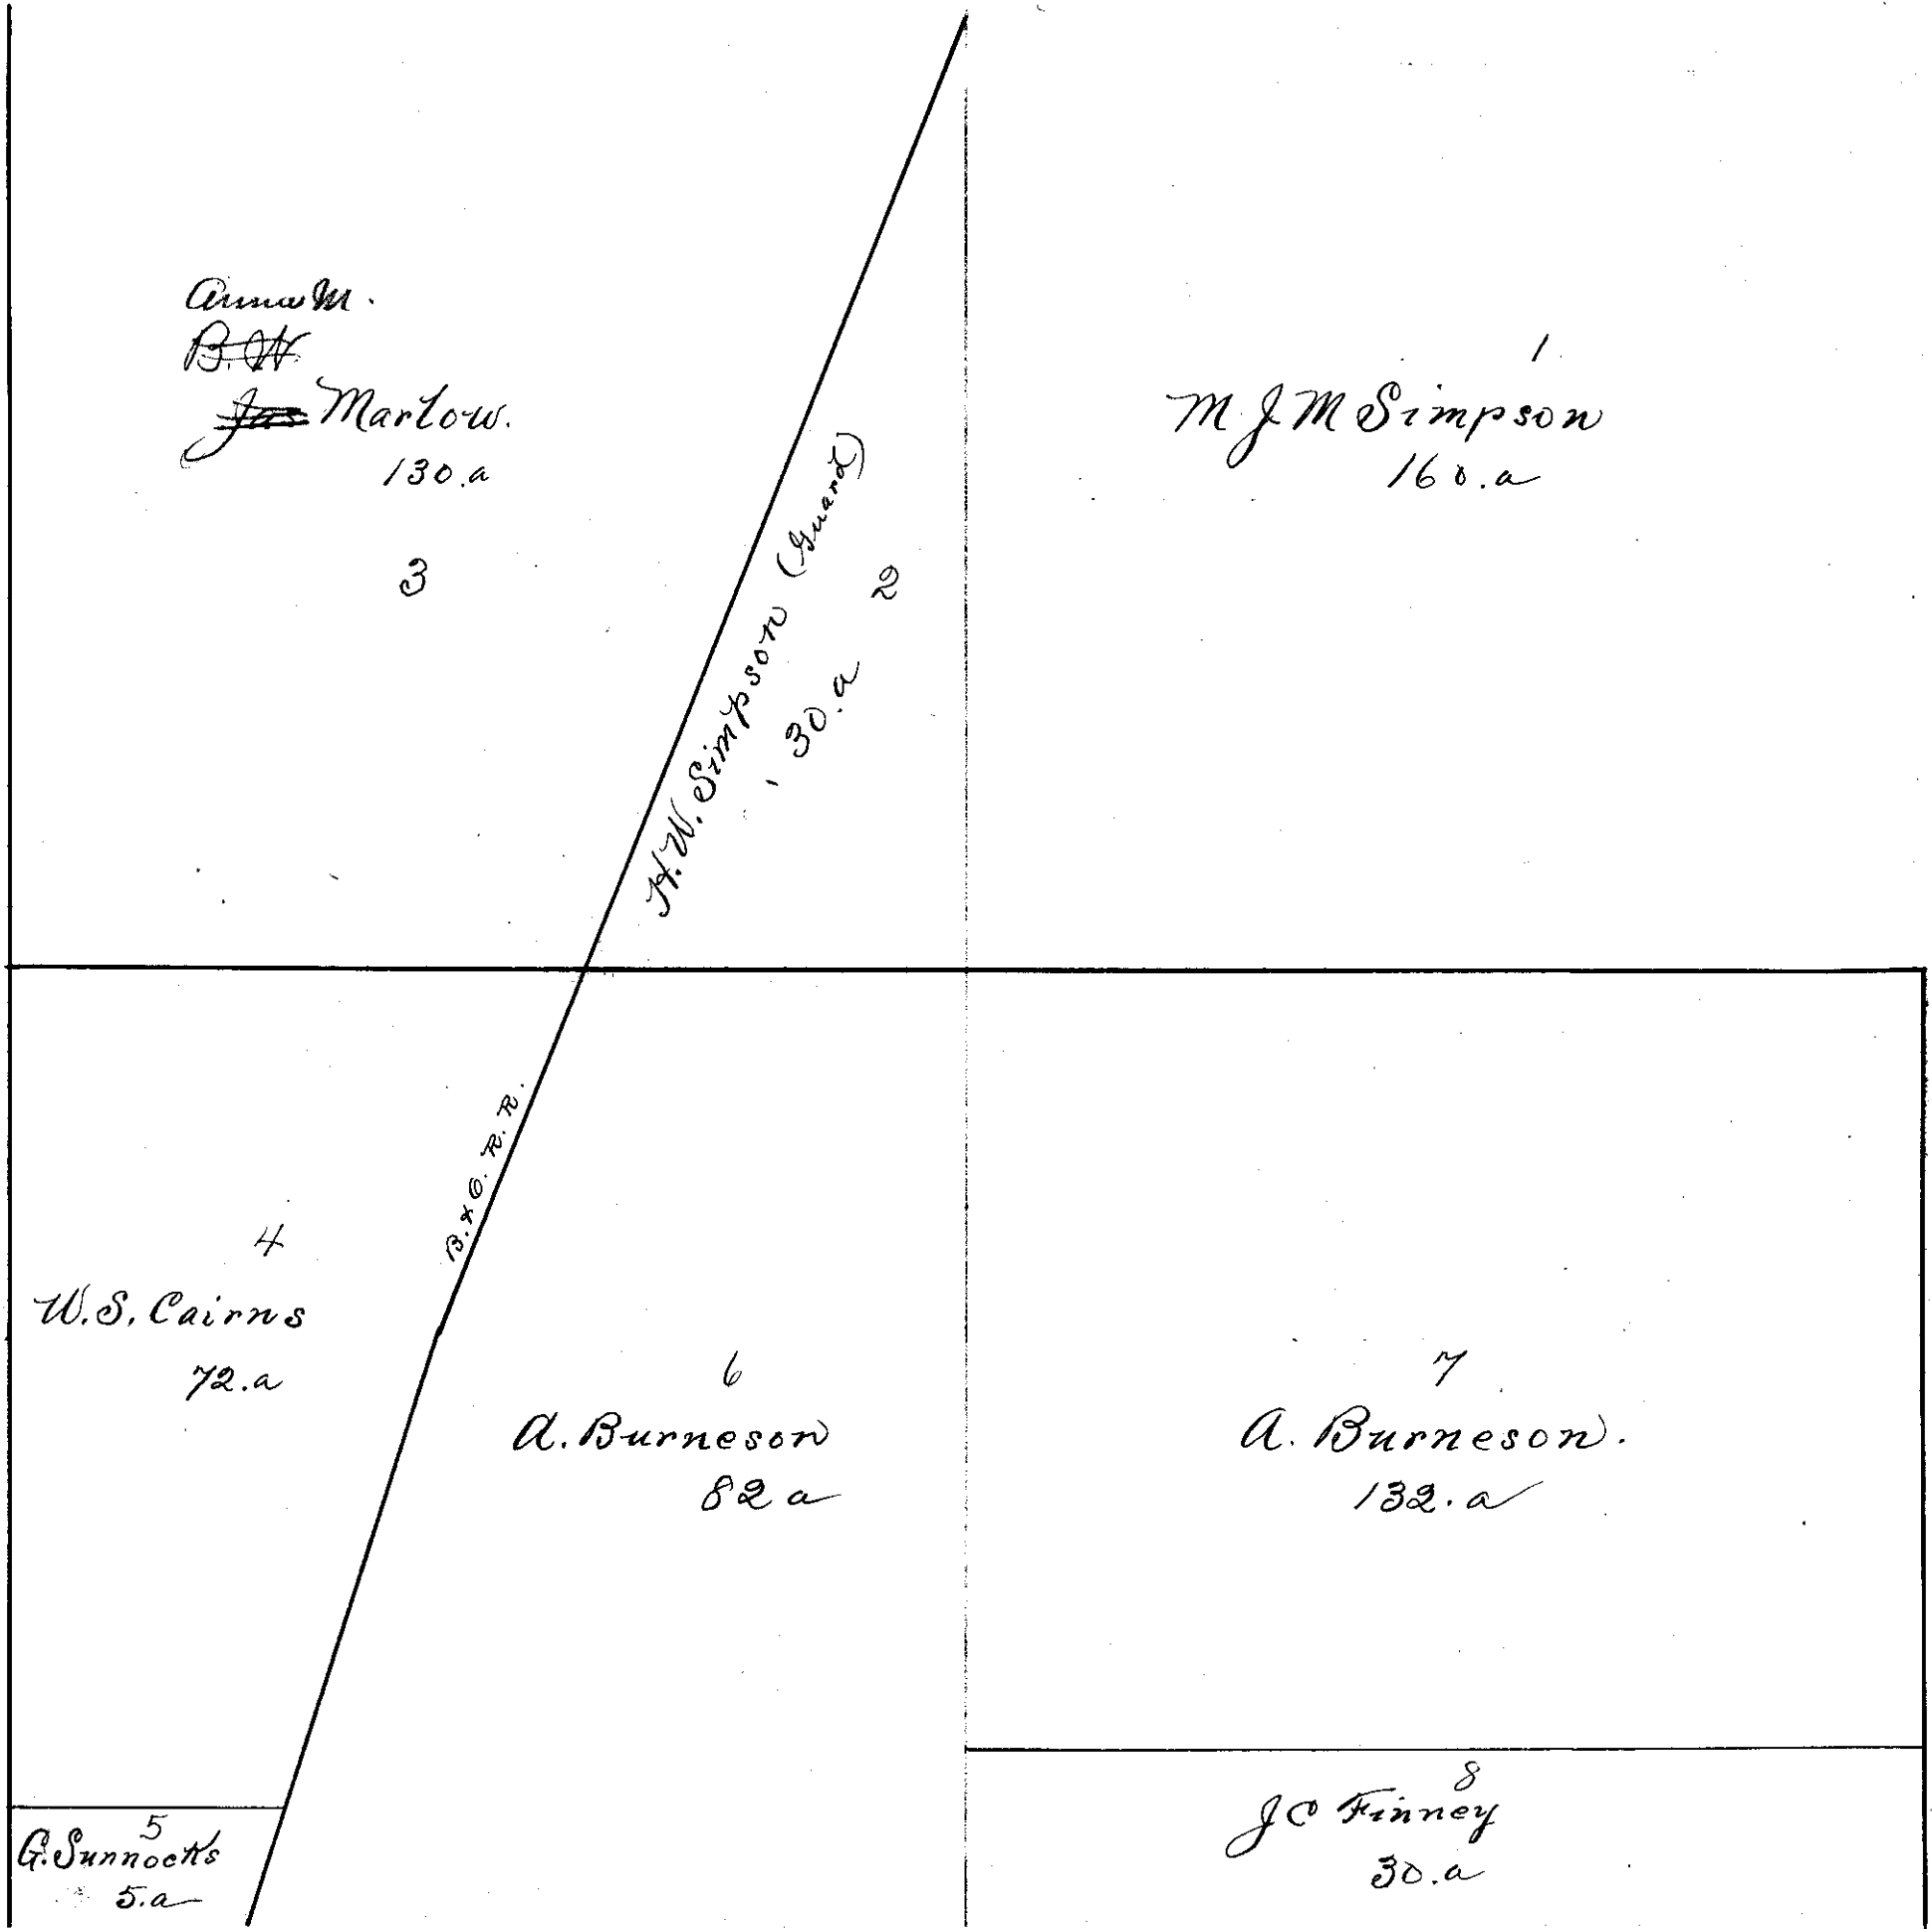 Anna M.
B. W.
Jas Marlow.
130.a
3
1
M J M Simpson
160.a
H. W. Simpson (Guard)
30.a
2
B. & O. R. R.
4
W. S. Cairns
72.a
6
A. Burneson
82 a
7
A. Burneson.
132.a
5
G. Sunnocks
5.a
8
J C Finney
30.a